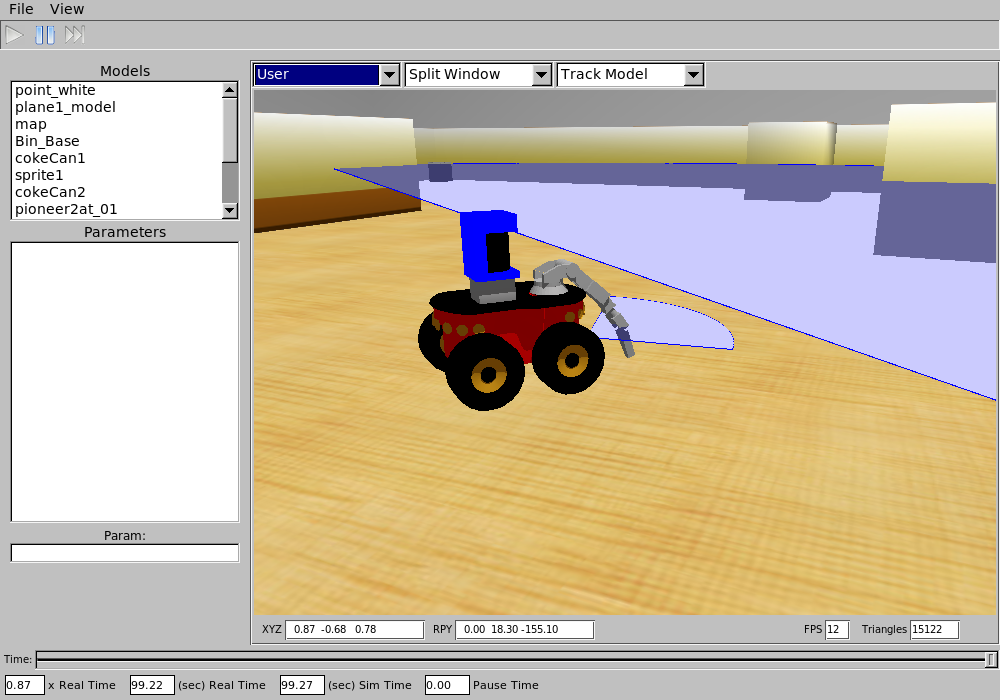 File View
Models
point_white
plane1_model
map
Bin_Base
cokeCan1
sprite1
cokeCan2
pioneer2at_01
Parameters
Param:
User Split Window Track Model
XYZ 0.87 -0.68 0.78 RPY 0.00 18.30 -155.10 FPS 12 Triangles 15122
Time:
0.87 x Real Time 99.22 (sec) Real Time 99.27 (sec) Sim Time 0.00 Pause Time